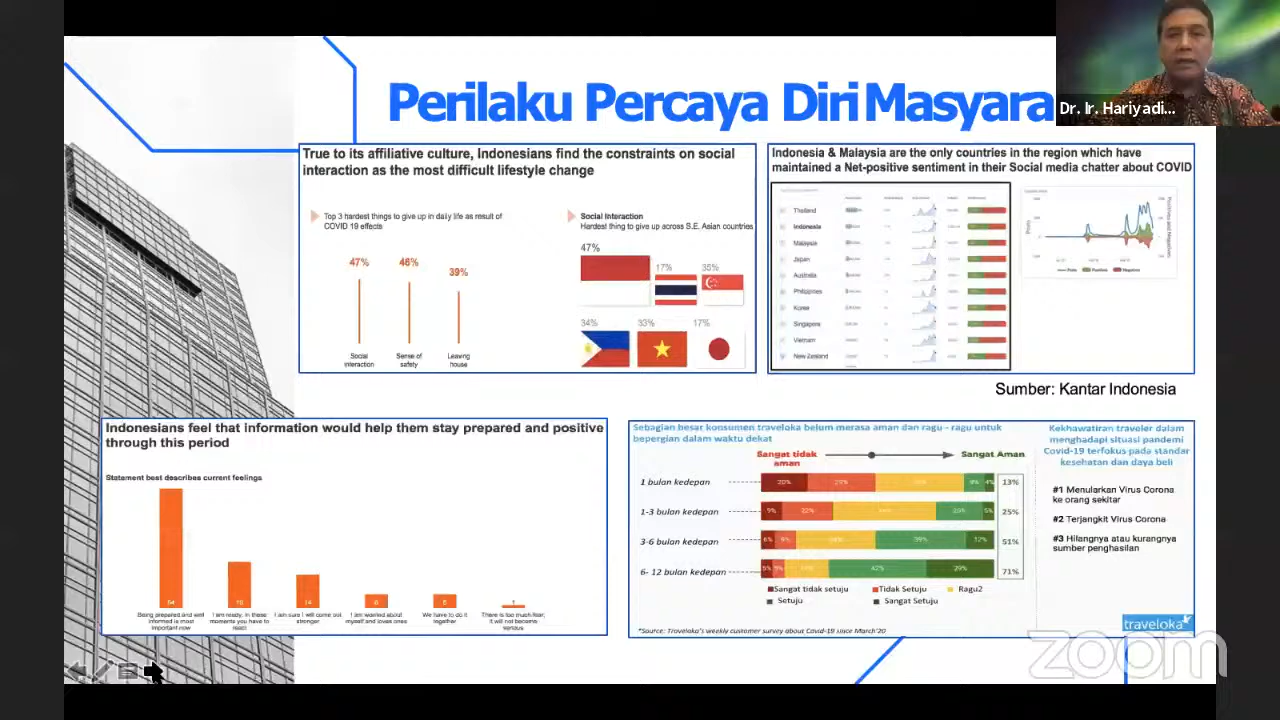 Perilaku Percaya Diri Masyara
Dr. Ir. Hariyadi...
True to its affiliative culture, Indonesians find the constraints on social
interaction as the most difficult lifestyle change
Top 3 hardest things to give up in daily life as result of
COVID 19 effects
47%
46%
39%
Social
interaction
Sense of
safety
Leaving
house
Social Interaction
Hardest thing to give up across S.E. Asian countries
47%
17%
35%
34%
33%
17%
Indonesia & Malaysia are the only countries in the region which have
maintained a Net-positive sentiment in their Social media chatter about COVID
Thailand
Indonesia
Malaysia
Japan
Australia
Philippines
Korea
Singapore
Vietnam
New Zealand
Sumber: Kantar Indonesia
Indonesians feel that information would help them stay prepared and positive
through this period
Statement best describes current feelings
Being prepared and well
informed is most
important now
I am ready, in these
moments you have to
react
I am sure I will come out
stronger
I am worried about
myself and loves ones
We have to do it
together
There is too much fear,
it will not become
serious
Sebagian besar konsumen traveloka belum merasa aman dan ragu - ragu untuk
bepergian dalam waktu dekat
Sangat tidak
aman
Sangat Aman
1 bulan kedepan
20%
29%
4%
13%
1-3 bulan kedepan
9%
22%
5%
25%
3-6 bulan kedepan
6%
39%
12%
51%
6- 12 bulan kedepan
42%
29%
71%
Sangat tidak setuju
Tidak Setuju
Ragu2
Setuju
Sangat Setuju
*Source: Traveloka's weekly customer survey about Covid-19 since March'20
Kekhawatiran traveler dalam
menghadapi situasi pandemi
Covid-19 terfokus pada standar
kesehatan dan daya beli
#1 Menularkan Virus Corona
ke orang sekitar
#2 Terjangkit Virus Corona
#3 Hilangnya atau kurangnya
sumber penghasilan
traveloka
zoom